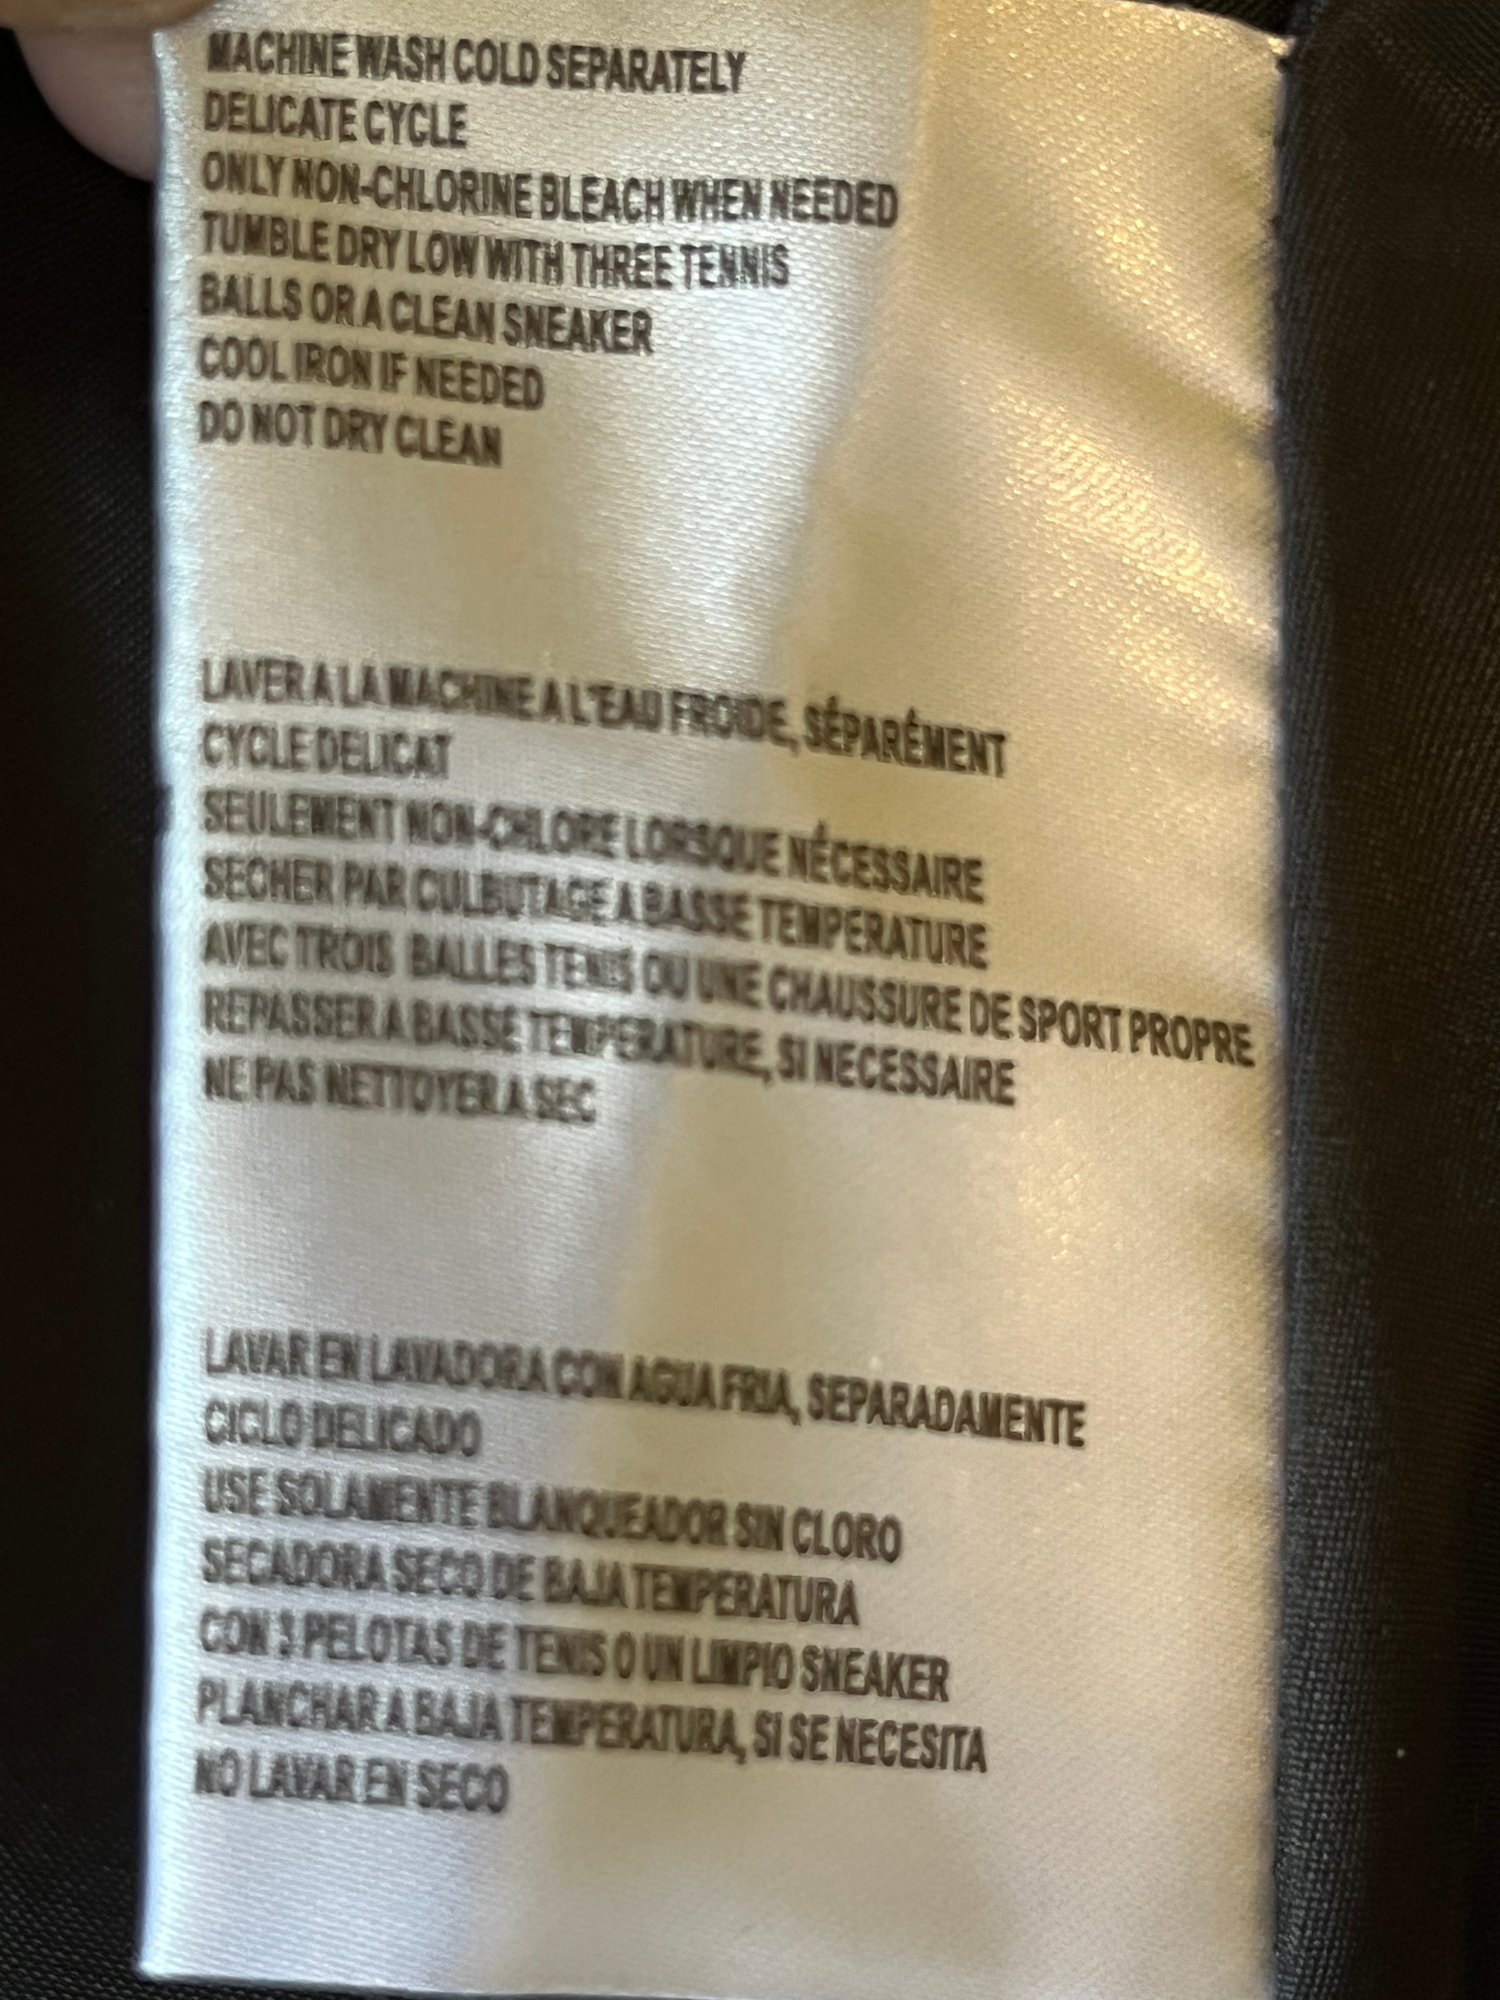 MACHINE WASH COLD SEPARATELY
DELICATE CYCLE
ONLY NON-CHLORINE BLEACH WHEN NEEDED
TUMBLE DRY LOW WITH THREE TENNIS
BALLS OR A CLEAN SNEAKER
COOL IRON IF NEEDED
DO NOT DRY CLEAN
LAVER A LA MACHINE A L'EAU FROIDE, SÉPARÉMENT
CYCLE DELICAT
SEULEMENT NON-CHLORE LORSQUE NÉCESSAIRE
SECHER PAR CULBUTAGE A BASSE TEMPERATURE
AVEC TROIS BALLES TENIS OU UNE CHAUSSURE DE SPORT PROPRE
REPASSER A BASSE TEMPERATURE, SI NECESSAIRE
NE PAS NETTOYER A SEC
LAVAR EN LAVADORA CON AGUA FRIA, SEPARADAMENTE
CICLO DELICADO
USE SOLAMENTE BLANQUEADOR SIN CLORO
SECADORA SECO DE BAJA TEMPERATURA
CON 3 PELOTAS DE TENIS O UN LIMPIO SNEAKER
PLANCHAR A BAJA TEMPERATURA, SI SE NECESITA
NO LAVAR EN SECO